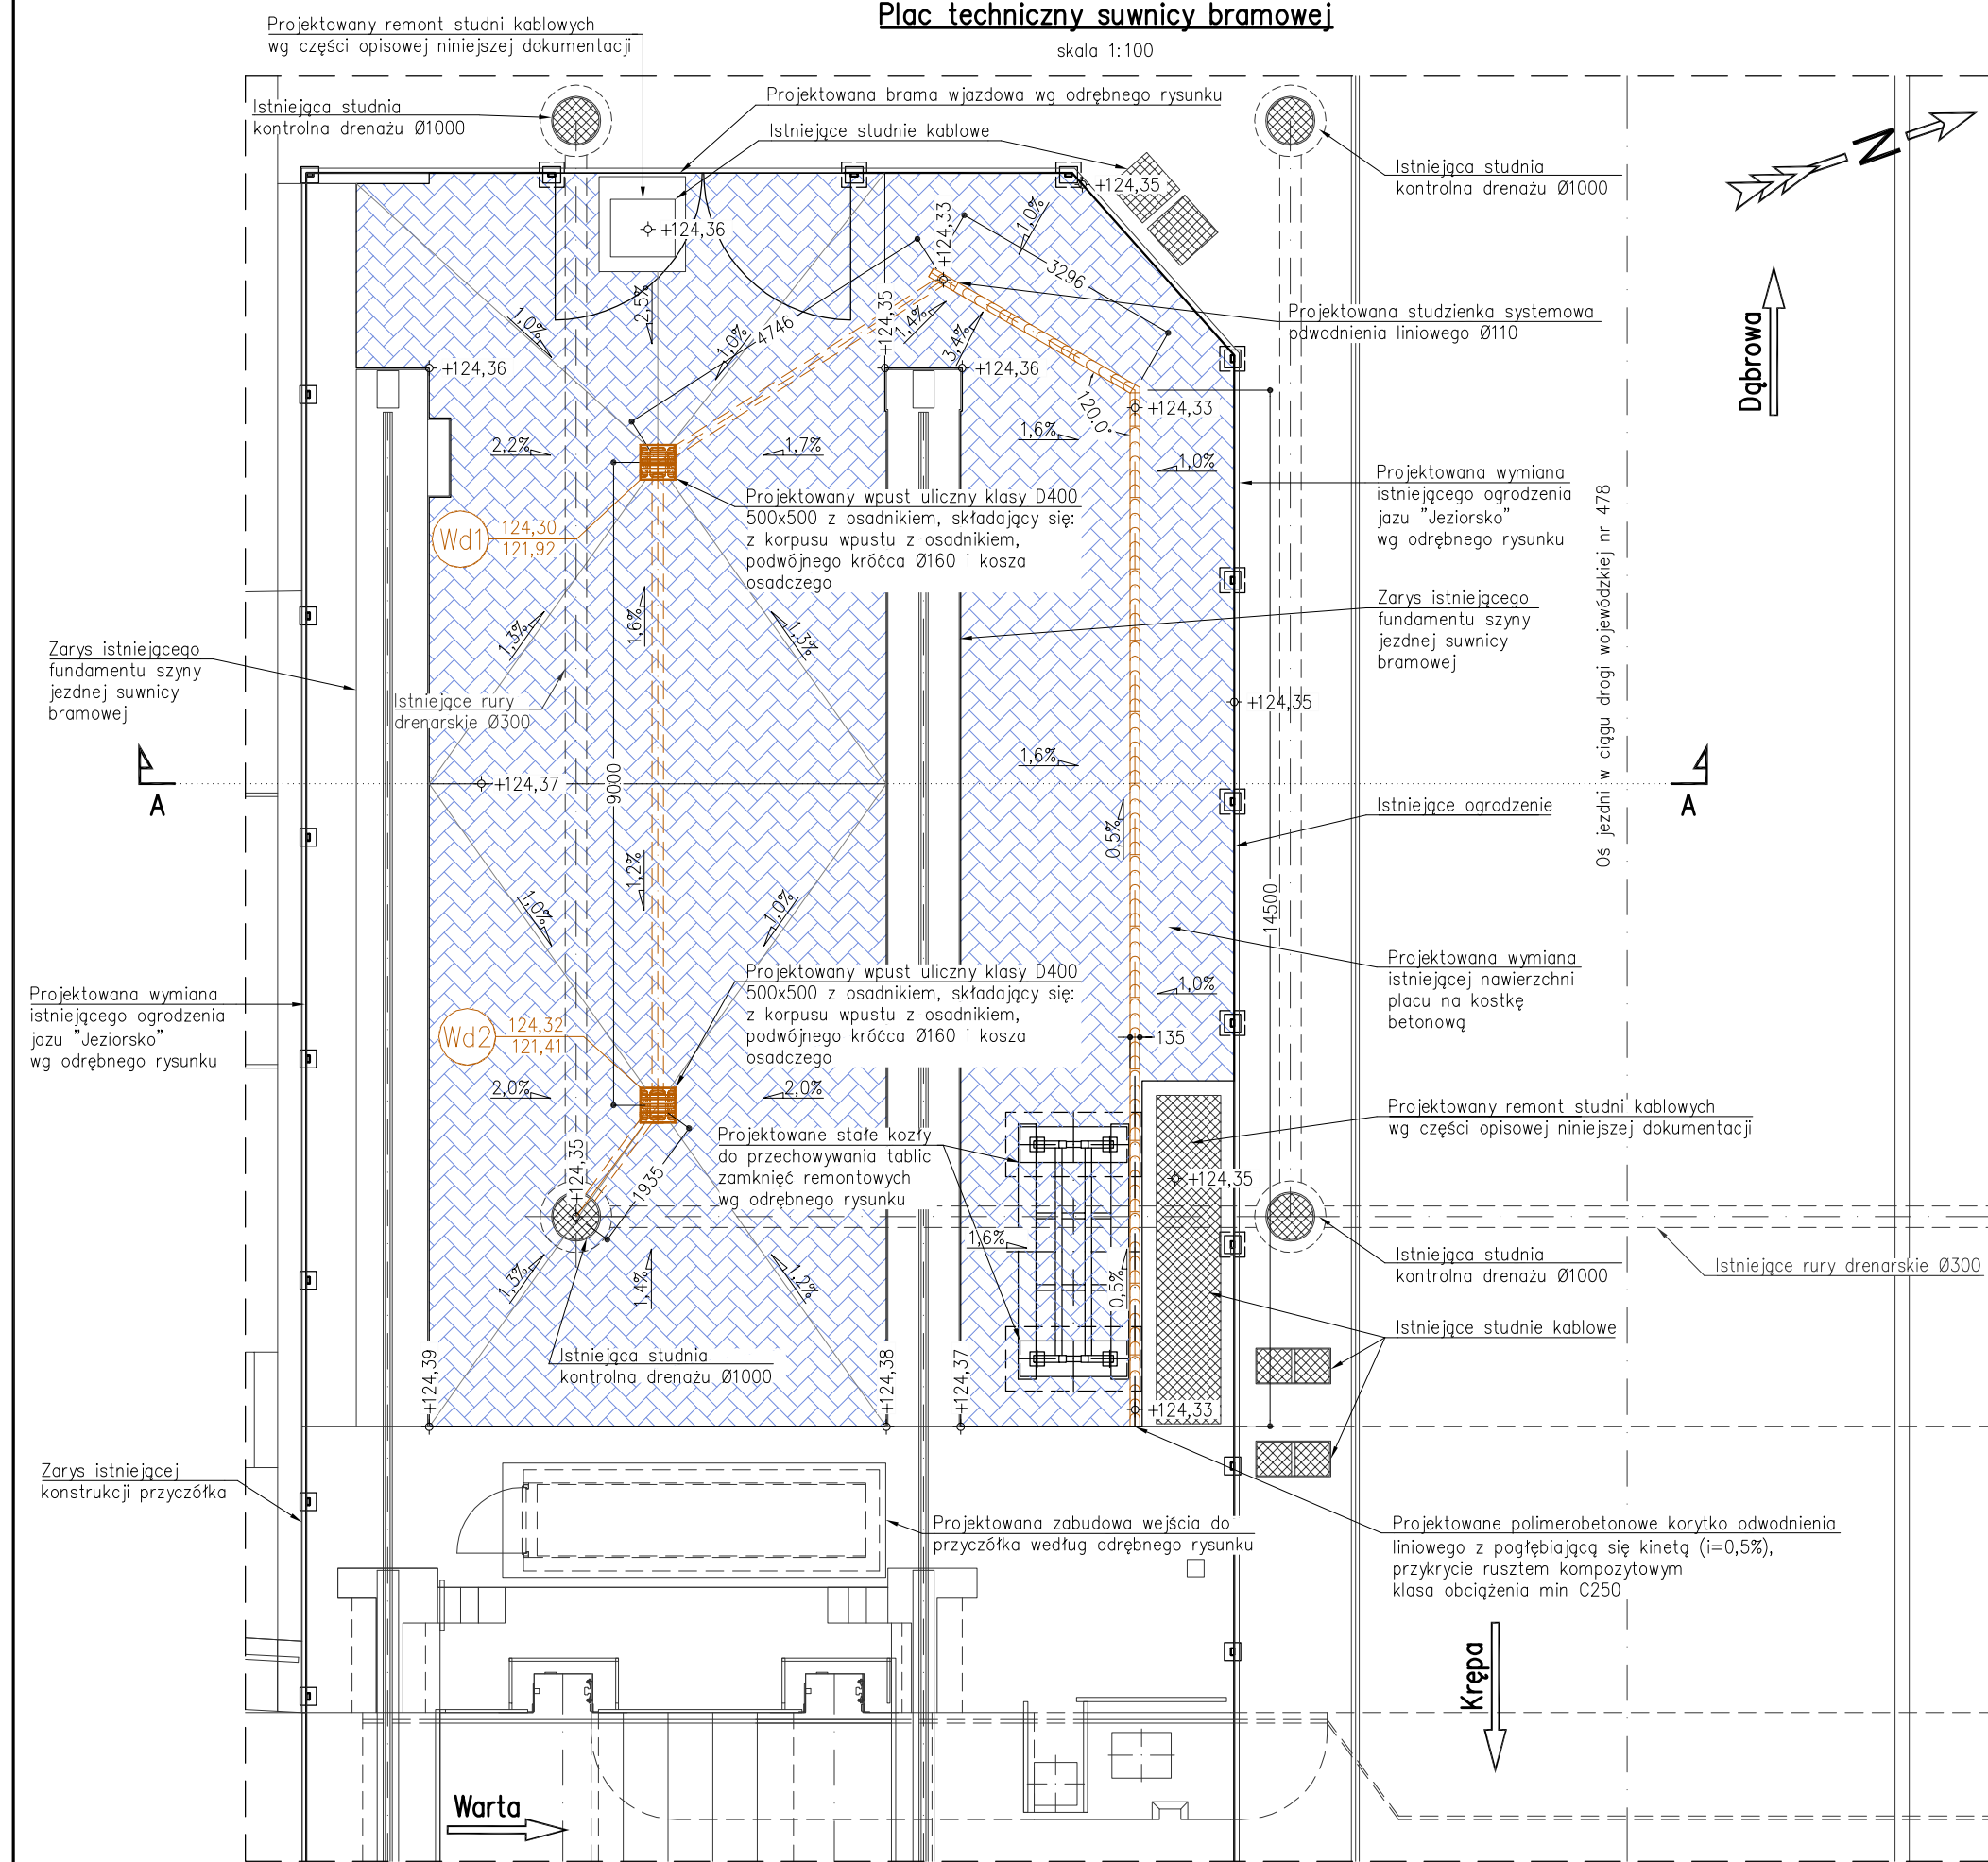 Plac techniczny suwnicy bramowej
skala 1:100
Projektowany remont studni kablowych
wg części opisowej niniejszej dokumentacji
Istniejąca studnia
kontrolna drenażu Ø1000
Projektowana brama wjazdowa wg odrębnego rysunku
Istniejące studnie kablowe
Istniejąca studnia
kontrolna drenażu Ø1000
N
Dąbrowa
+124,35
+124,33
1,0%
+124,36
3296
2,5%
1,0%
4746
1,0%
+124,35
1,4%
3,4%
Projektowana studzienka systemowa
odwodnienia liniowego Ø110
+124,36
+124,36
+124,33
120.0°
2,2%
1,7%
1,6%
1,0%
Projektowana wymiana
istniejącego ogrodzenia
jazu "Jeziorsko"
wg odrębnego rysunku
Projektowany wpust uliczny klasy D400
500x500 z osadnikiem, składający się:
z korpusu wpustu z osadnikiem,
podwójnego króćca Ø160 i kosza
osadczego
Wd1
124,30
121,92
Oś jezdni w ciągu drogi wojewódzkiej nr 478
Zarys istniejącego
fundamentu szyny
jezdnej suwnicy
bramowej
1,3%
1,6%
1,3%
Zarys istniejącego
fundamentu szyny
jezdnej suwnicy
bramowej
Istniejące rury
drenarskie Ø300
+124,35
1,6%
A
+124,37
9000
A
Istniejące ogrodzenie
0,5%
1,2%
1,0%
1,0%
14500
Projektowana wymiana
istniejącej nawierzchni
placu na kostkę
betonową
Projektowany wpust uliczny klasy D400
500x500 z osadnikiem, składający się:
z korpusu wpustu z osadnikiem,
podwójnego króćca Ø160 i kosza
osadczego
1,0%
135
Projektowana wymiana
istniejącego ogrodzenia
jazu "Jeziorsko"
wg odrębnego rysunku
Wd2
124,32
121,41
2,0%
2,0%
Projektowany remont studni kablowych
wg części opisowej niniejszej dokumentacji
Projektowane stałe kozły
do przechowywania tablic
zamknięć remontowych
wg odrębnego rysunku
+124,35
1935
+124,35
1,6%
0,5%
Istniejąca studnia
kontrolna drenażu Ø1000
Istniejące rury drenarskie Ø300
1,3%
1,4%
1,2%
Istniejące studnie kablowe
Istniejąca studnia
kontrolna drenażu Ø1000
+124,39
+124,38
+124,37
+124,33
Zarys istniejącej
konstrukcji przyczółka
Projektowana zabudowa wejścia do
przyczółka według odrębnego rysunku
Projektowane polimerobetonowe korytko odwodnienia
liniowego z pogłębiającą się kinetą (i=0,5%),
przykrycie rusztem kompozytowym
klasa obciążenia min C250
Krępa
Warta